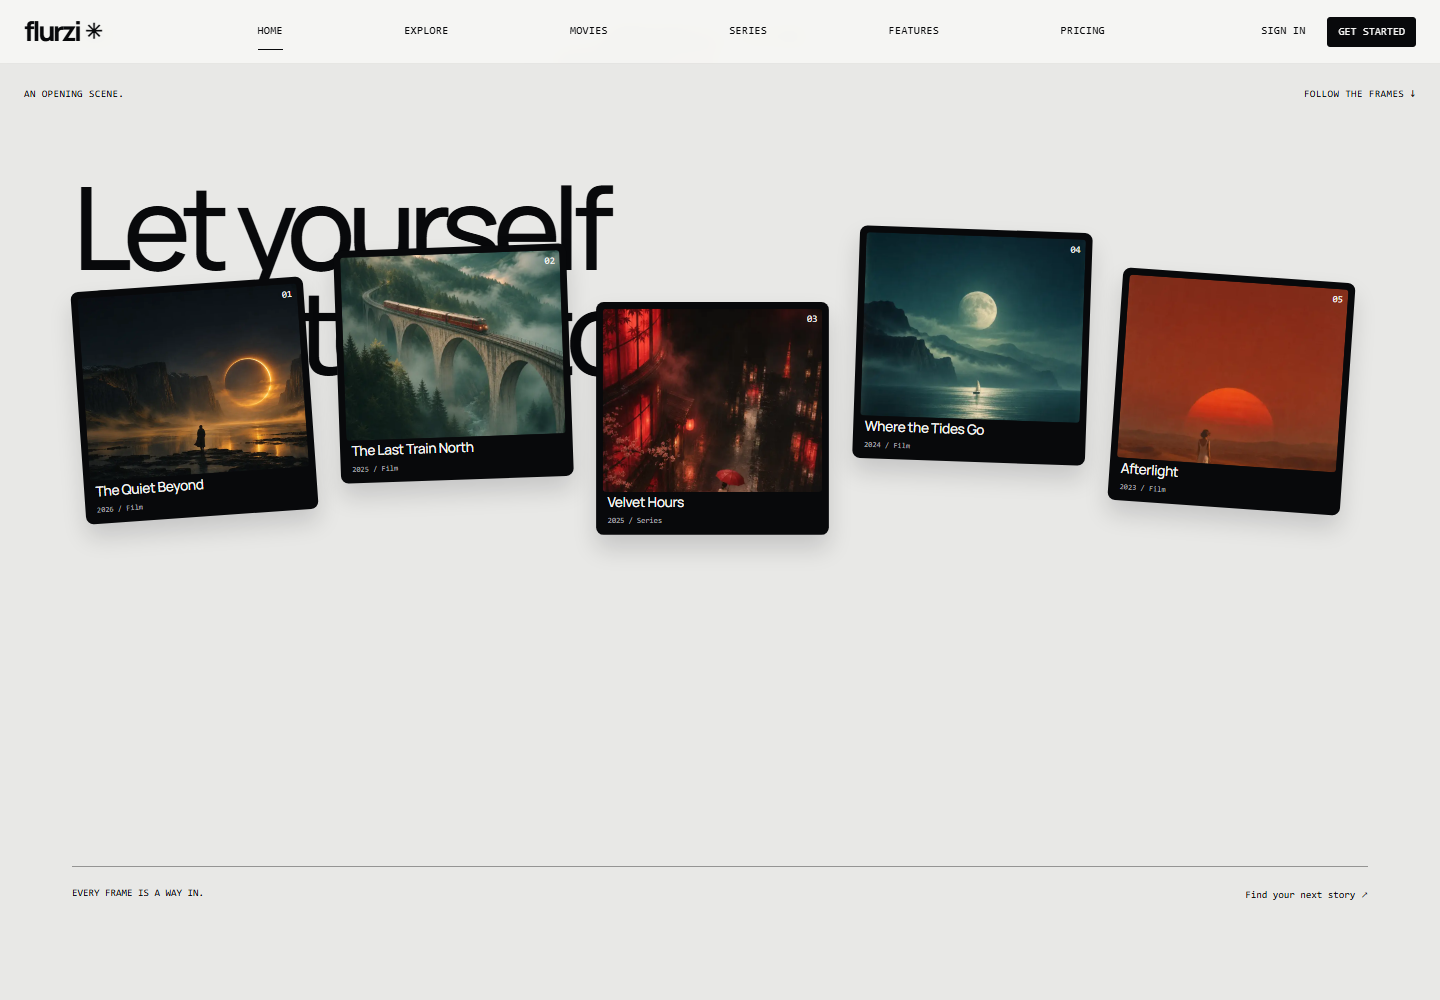 flurzi
HOME
EXPLORE
MOVIES
SERIES
FEATURES
PRICING
SIGN IN
GET STARTED
AN OPENING SCENE.
FOLLOW THE FRAMES ↓
Let yourself
01
The Quiet Beyond
2026 / Film
02
The Last Train North
2025 / Film
03
Velvet Hours
2025 / Series
04
Where the Tides Go
2024 / Film
05
Afterlight
2023 / Film
EVERY FRAME IS A WAY IN.
Find your next story ↗